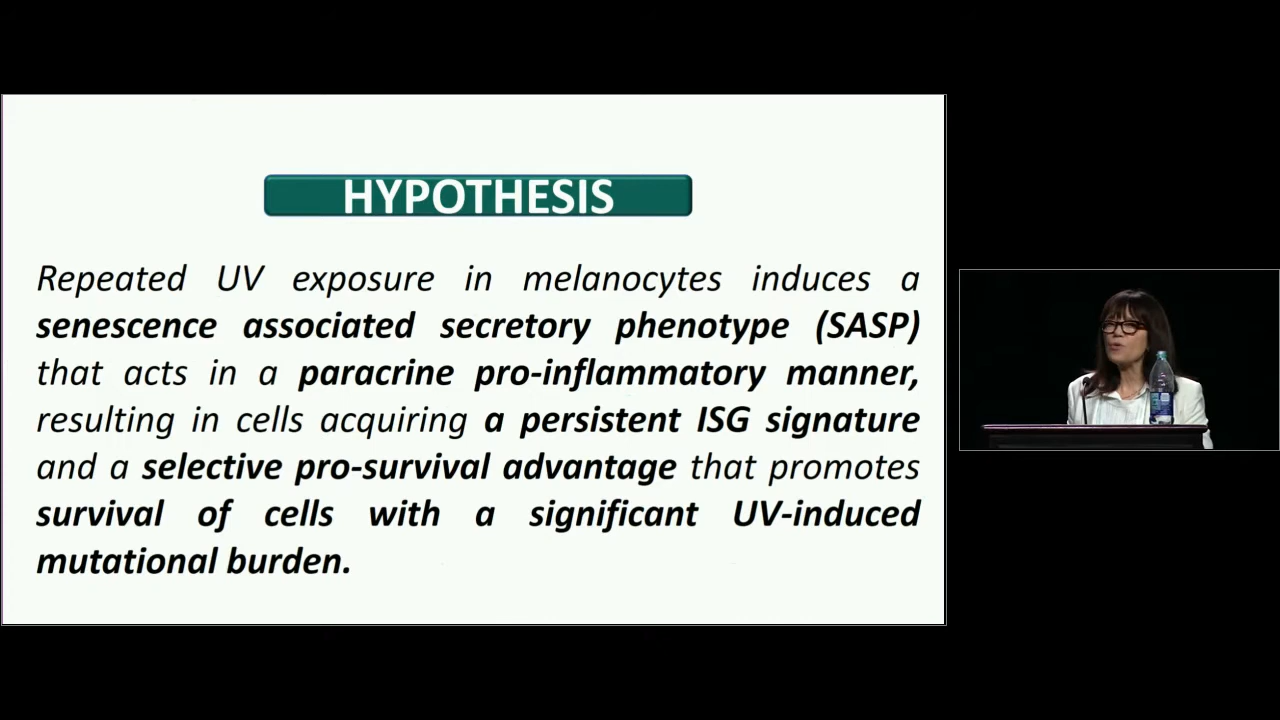 HYPOTHESIS
Repeated UV exposure in melanocytes induces a
senescence associated secretory phenotype (SASP)
that acts in a paracrine pro-inflammatory manner,
resulting in cells acquiring a persistent ISG signature
and a selective pro-survival advantage that promotes
survival of cells with a significant UV-induced
mutational burden.